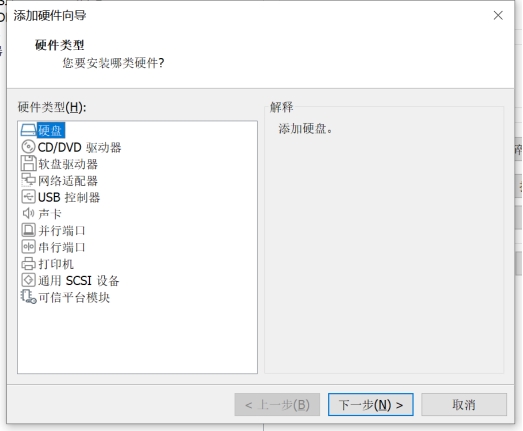 添加硬件向导
硬件类型
您要安装哪类硬件?
硬件类型(H):
硬盘
CD/DVD 驱动器
软盘驱动器
网络适配器
USB 控制器
声卡
并行端口
串行端口
打印机
通用 SCSI 设备
可信平台模块
解释
添加硬盘。
< 上一步(B)
下一步(N) >
取消